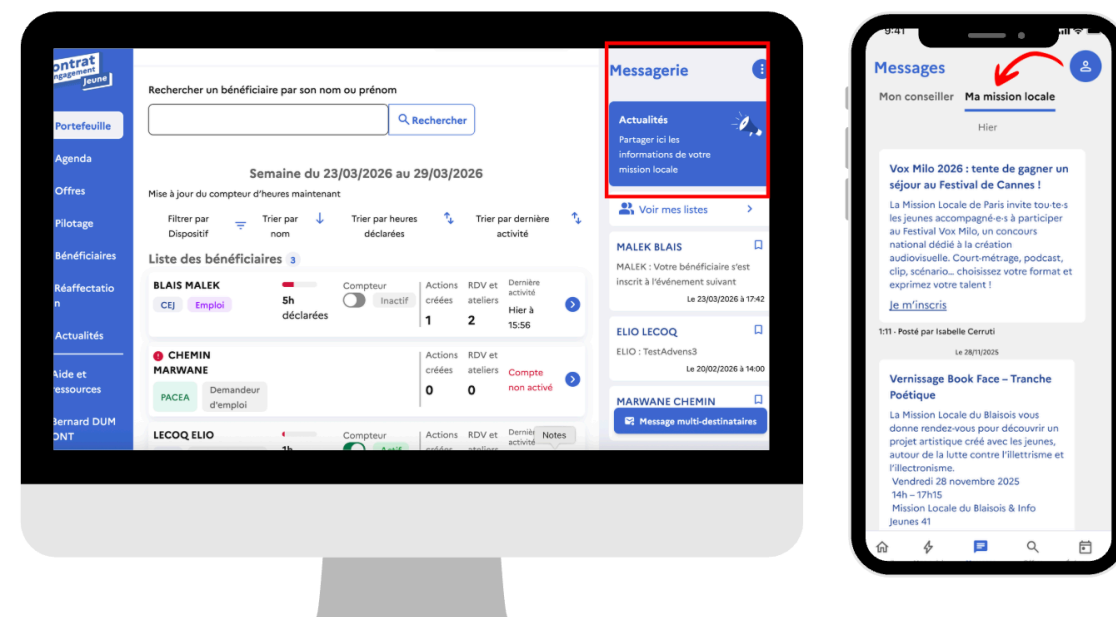 Contrat
Engagement
Jeune
Portefeuille
Agenda
Offres
Pilotage
Bénéficiaires
Réaffectatio
n
Actualités
Aide et
ressources
Bernard DUM
ONT
Rechercher un bénéficiaire par son nom ou prénom
Rechercher
Semaine du 23/03/2026 au 29/03/2026
Mise à jour du compteur d'heures maintenant
Filtrer par
Dispositif
Trier par
nom
Trier par heures
déclarées
Trier par dernière
activité
Liste des bénéficiaires 3
BLAIS MALEK
CEJ Emploi
5h
déclarées
Compteur
Inactif
Actions
créées
1
RDV et
ateliers
2
Dernière
activité
Hier à
15:56
CHEMIN
MARWANE
PACEA
Demandeur
d'emploi
Actions
créées
0
RDV et
ateliers
0
Compte
non activé
LECOQ ELIO
1h
Compteur
Actif
Actions
créées
RDV et
ateliers
Dernière
activité
Notes
Messagerie
Actualités
Partager ici les
informations de votre
mission locale
Voir mes listes
MALEK BLAIS
MALEK : Votre bénéficiaire s'est
inscrit à l'événement suivant
Le 23/03/2026 à 17:42
ELIO LECOQ
ELIO : TestAdvens3
Le 20/02/2026 à 14:00
MARWANE CHEMIN
Message multi-destinataires
9:41
Messages
Mon conseiller Ma mission locale
Hier
Vox Milo 2026 : tente de gagner un
séjour au Festival de Cannes !
La Mission Locale de Paris invite tou·te·s
les jeunes accompagné·e·s à participer
au Festival Vox Milo, un concours
national dédié à la création
audiovisuelle. Court-métrage, podcast,
clip, scénario… choisissez votre format et
exprimez votre talent !
Je m'inscris
1:11 · Posté par Isabelle Cerruti
Le 28/11/2025
Vernissage Book Face – Tranche
Poétique
La Mission Locale du Blaisois vous
donne rendez-vous pour découvrir un
projet artistique créé avec les jeunes,
autour de la lutte contre l'illettrisme et
l'illectronisme.
Vendredi 28 novembre 2025
14h – 17h15
Mission Locale du Blaisois & Info
Jeunes 41